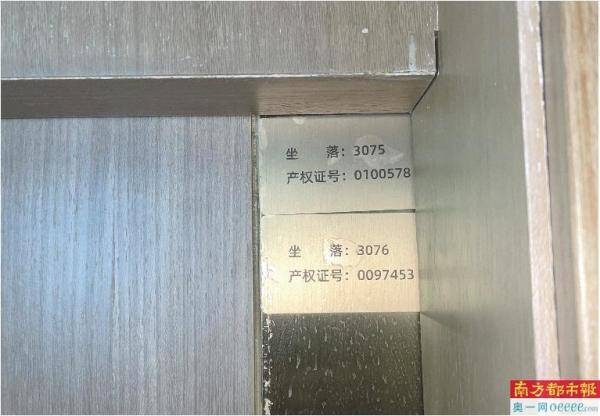 坐 落：3075
产权证号：0100578
坐 落：3076
产权证号：0097453
南方都市報
奥一网oeeee.com